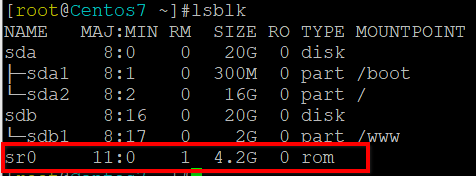 [root@Centos7 ~]#lsblk
NAME   MAJ:MIN RM  SIZE RO TYPE MOUNTPOINT
sda      8:0    0   20G  0 disk
├─sda1   8:1    0  300M  0 part /boot
└─sda2   8:2    0   16G  0 part /
sdb      8:16   0   20G  0 disk
└─sdb1   8:17   0    2G  0 part /www
sr0     11:0    1  4.2G  0 rom